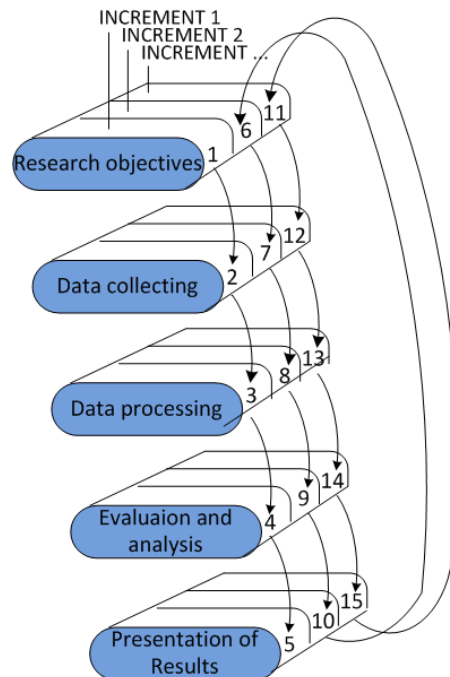 INCREMENT 1
INCREMENT 2
INCREMENT ...
11
6
1
Research objectives
12
7
2
Data collecting
13
8
3
Data processing
14
9
4
Evaluaion and
analysis
15
10
5
Presentation of
Results